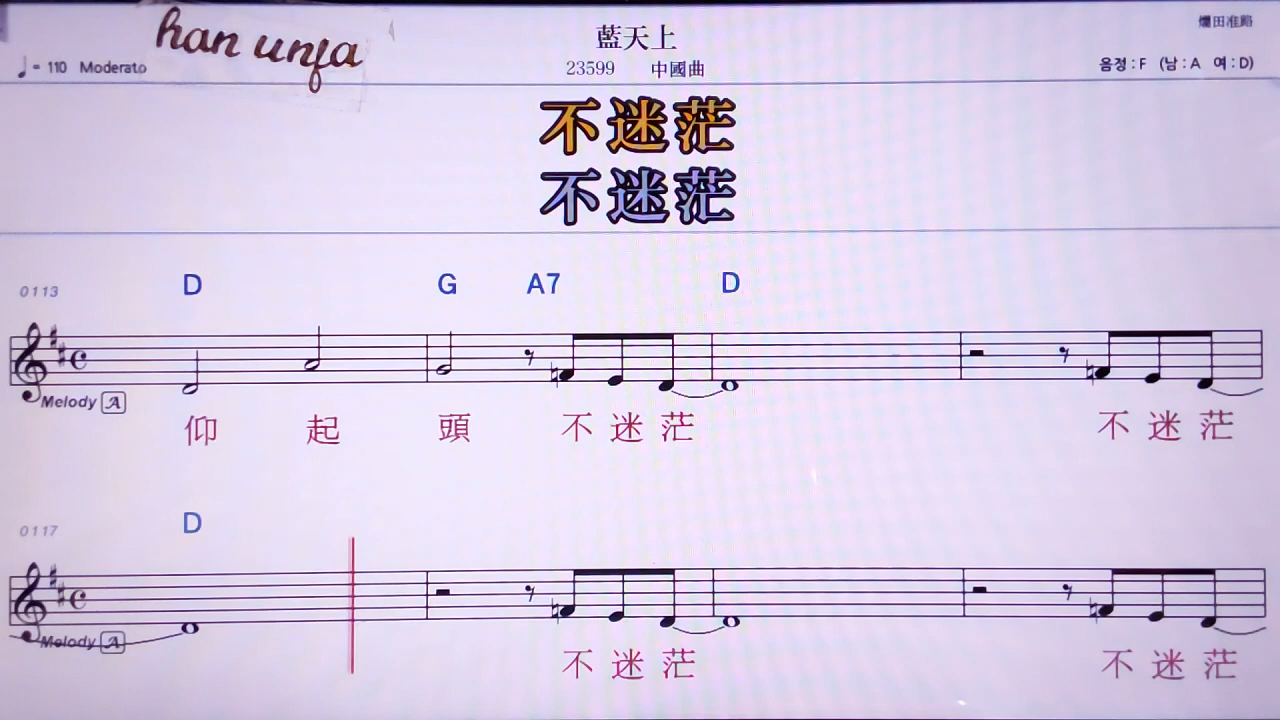 han unfa
藍天上
♩= 110 Moderato
23599 中國曲
음정 : F (남 : A 여 : D)
不迷茫
不迷茫
D G A7 D
0113
Melody A
仰 起 頭 不 迷 茫 不 迷 茫
D
0117
Melody A
不 迷 茫 不 迷 茫